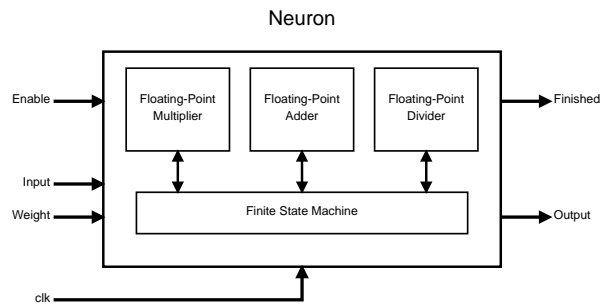 Neuron
Enable
Floating-Point
Multiplier
Floating-Point
Adder
Floating-Point
Divider
Finished
Input
Weight
Finite State Machine
Output
clk